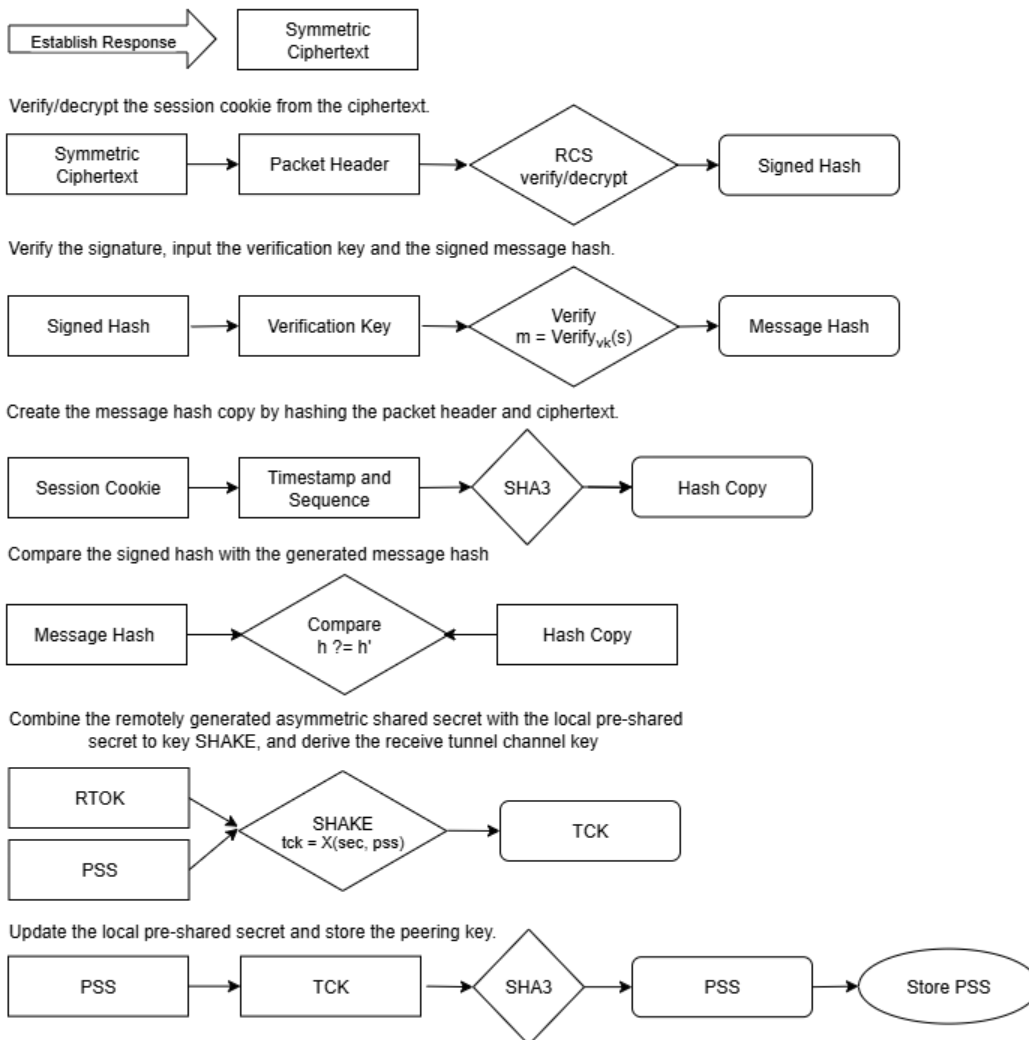 Establish Response
Symmetric
Ciphertext
Verify/decrypt the session cookie from the ciphertext.
Symmetric
Ciphertext
Packet Header
RCS
verify/decrypt
Signed Hash
Verify the signature, input the verification key and the signed message hash.
Signed Hash
Verification Key
Verify
m = Verifyvk(s)
Message Hash
Create the message hash copy by hashing the packet header and ciphertext.
Session Cookie
Timestamp and
Sequence
SHA3
Hash Copy
Compare the signed hash with the generated message hash
Message Hash
Compare
h ?= h'
Hash Copy
Combine the remotely generated asymmetric shared secret with the local pre-shared
secret to key SHAKE, and derive the receive tunnel channel key
RTOK
PSS
SHAKE
tck = X(sec, pss)
TCK
Update the local pre-shared secret and store the peering key.
PSS
TCK
SHA3
PSS
Store PSS